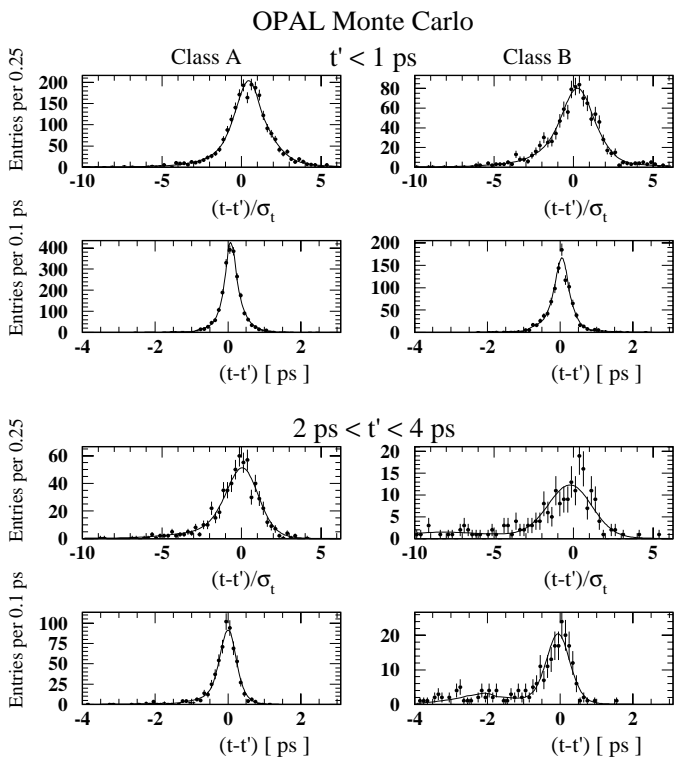 OPAL Monte Carlo
Class A t' < 1 ps Class B
Entries per 0.25
200
150
100
50
0
-10 -5 0 5
(t-t')/σt
80
60
40
20
0
-10 -5 0 5
(t-t')/σt
Entries per 0.1 ps
400
300
200
100
0
-4 -2 0 2
(t-t') [ ps ]
200
150
100
50
0
-4 -2 0 2
(t-t') [ ps ]
2 ps < t' < 4 ps
Entries per 0.25
60
40
20
0
-10 -5 0 5
(t-t')/σt
20
15
10
5
0
-10 -5 0 5
(t-t')/σt
Entries per 0.1 ps
100
75
50
25
0
-4 -2 0 2
(t-t') [ ps ]
20
10
0
-4 -2 0 2
(t-t') [ ps ]